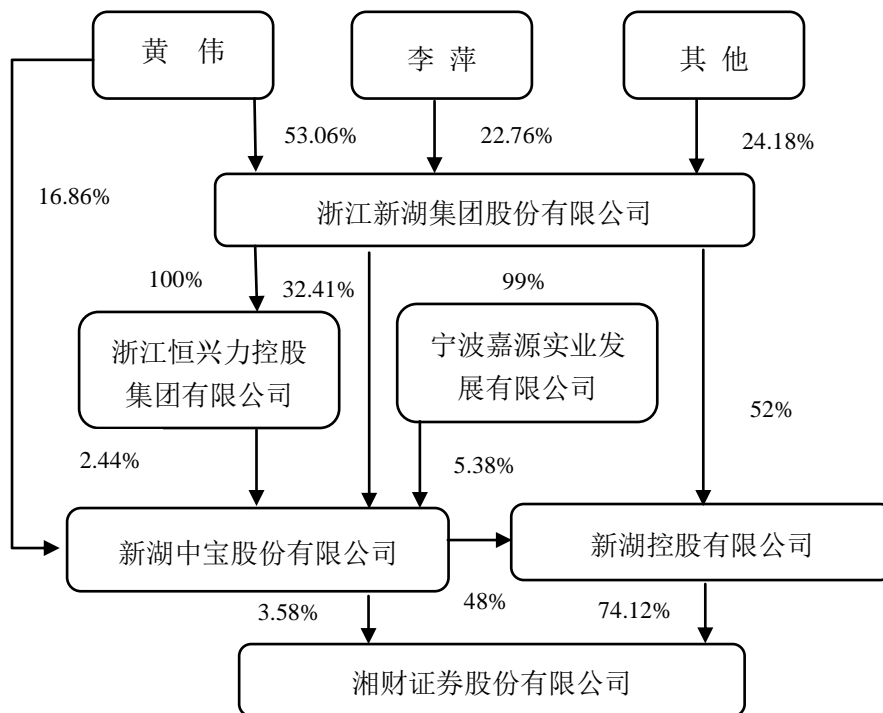 黄 伟
李 萍
其 他
53.06%
22.76%
24.18%
16.86%
浙江新湖集团股份有限公司
100%
32.41%
99%
浙江恒兴力控股
集团有限公司
宁波嘉源实业发
展有限公司
52%
2.44%
5.38%
新湖中宝股份有限公司
新湖控股有限公司
3.58%
48%
74.12%
湘财证券股份有限公司